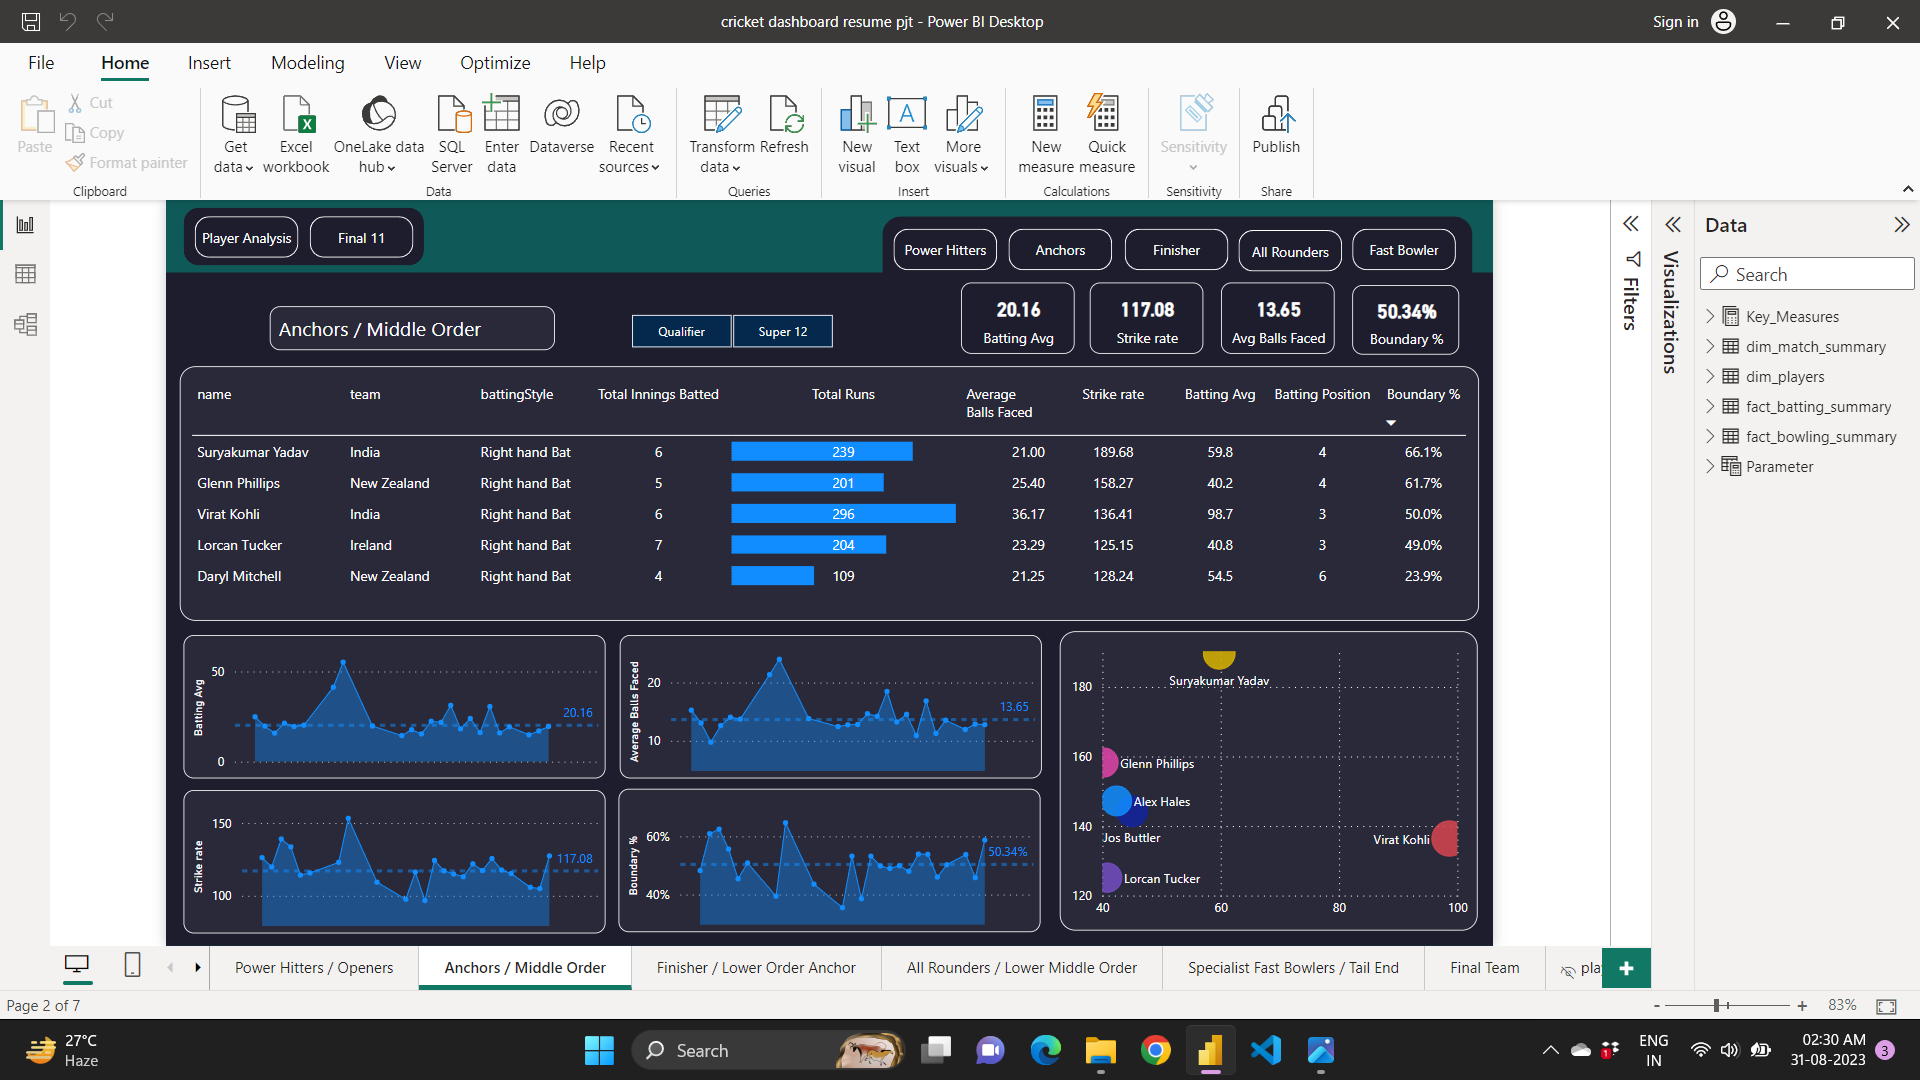 cricket dashboard resume pjt - Power BI Desktop
Sign in
File Home Insert Modeling View Optimize Help
Paste
Cut
Copy
Format painter
Clipboard
Get data
Excel workbook
OneLake data hub
SQL Server
Enter data
Dataverse
Recent sources
Data
Transform data
Refresh
Queries
New visual
Text box
More visuals
Insert
New measure
Quick measure
Calculations
Sensitivity
Sensitivity
Publish
Share
Player Analysis
Final 11
Power Hitters
Anchors
Finisher
All Rounders
Fast Bowler
Anchors / Middle Order
Qualifier
Super 12
20.16
Batting Avg
117.08
Strike rate
13.65
Avg Balls Faced
50.34%
Boundary %
name team battingStyle Total Innings Batted Total Runs Average Balls Faced Strike rate Batting Avg Batting Position Boundary %
Suryakumar Yadav India Right hand Bat 6 239 21.00 189.68 59.8 4 66.1%
Glenn Phillips New Zealand Right hand Bat 5 201 25.40 158.27 40.2 4 61.7%
Virat Kohli India Right hand Bat 6 296 36.17 136.41 98.7 3 50.0%
Lorcan Tucker Ireland Right hand Bat 7 204 23.29 125.15 40.8 3 49.0%
Daryl Mitchell New Zealand Right hand Bat 4 109 21.25 128.24 54.5 6 23.9%
Batting Avg
50
0
20.16
Average Balls Faced
20
10
13.65
Strike rate
150
100
117.08
Boundary %
60%
40%
50.34%
180
160
140
120
40 60 80 100
Suryakumar Yadav
Glenn Phillips
Alex Hales
Jos Buttler
Virat Kohli
Lorcan Tucker
Filters
Visualizations
Data
Search
Key_Measures
dim_match_summary
dim_players
fact_batting_summary
fact_bowling_summary
Parameter
Power Hitters / Openers
Anchors / Middle Order
Finisher / Lower Order Anchor
All Rounders / Lower Middle Order
Specialist Fast Bowlers / Tail End
Final Team
pla
+
Page 2 of 7
- + 83%
27°C
Haze
Search
1
ENG
IN
02:30 AM
31-08-2023
3